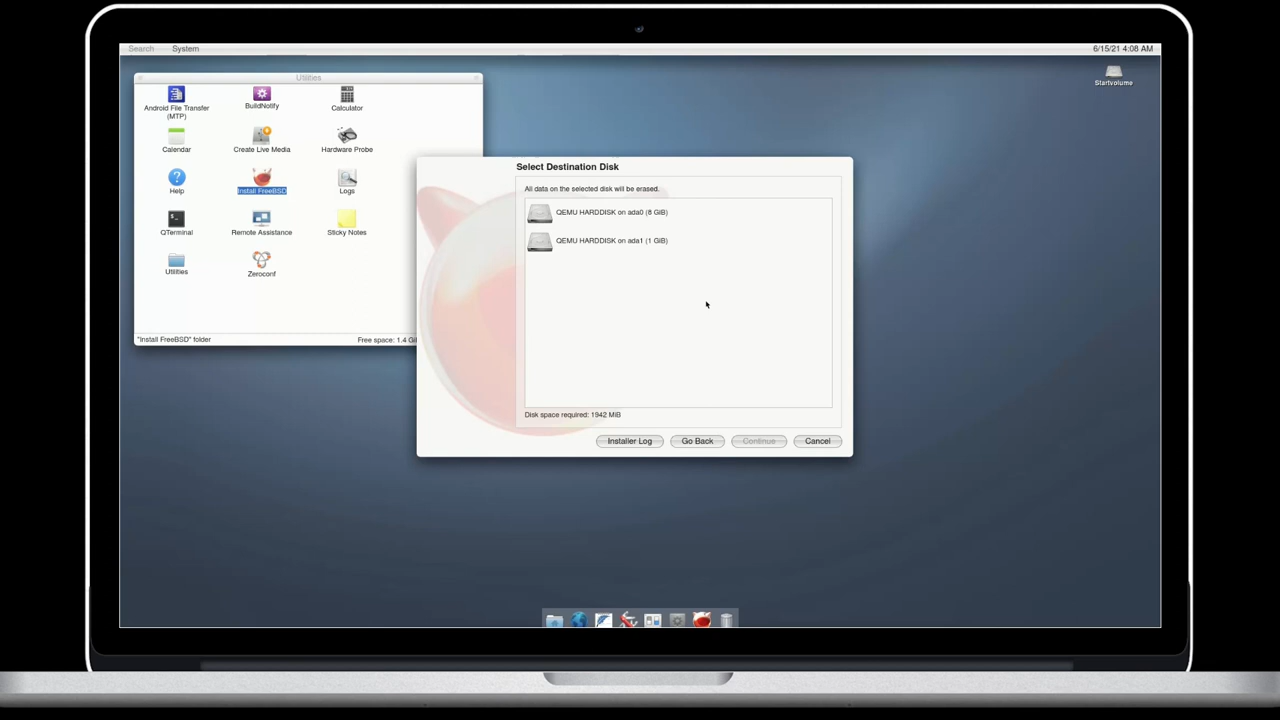 Search System 6/15/21 4:08 AM
Startvolume
Utilities
Android File Transfer
(MTP)
BuildNotify
Calculator
Calendar
Create Live Media
Hardware Probe
Help
Install FreeBSD
Logs
QTerminal
Remote Assistance
Sticky Notes
Utilities
Zeroconf
"Install FreeBSD" folder
Free space: 1.4 Gi
Select Destination Disk
All data on the selected disk will be erased.
QEMU HARDDISK on ada0 (8 GiB)
QEMU HARDDISK on ada1 (1 GiB)
Disk space required: 1942 MiB
Installer Log Go Back Continue Cancel